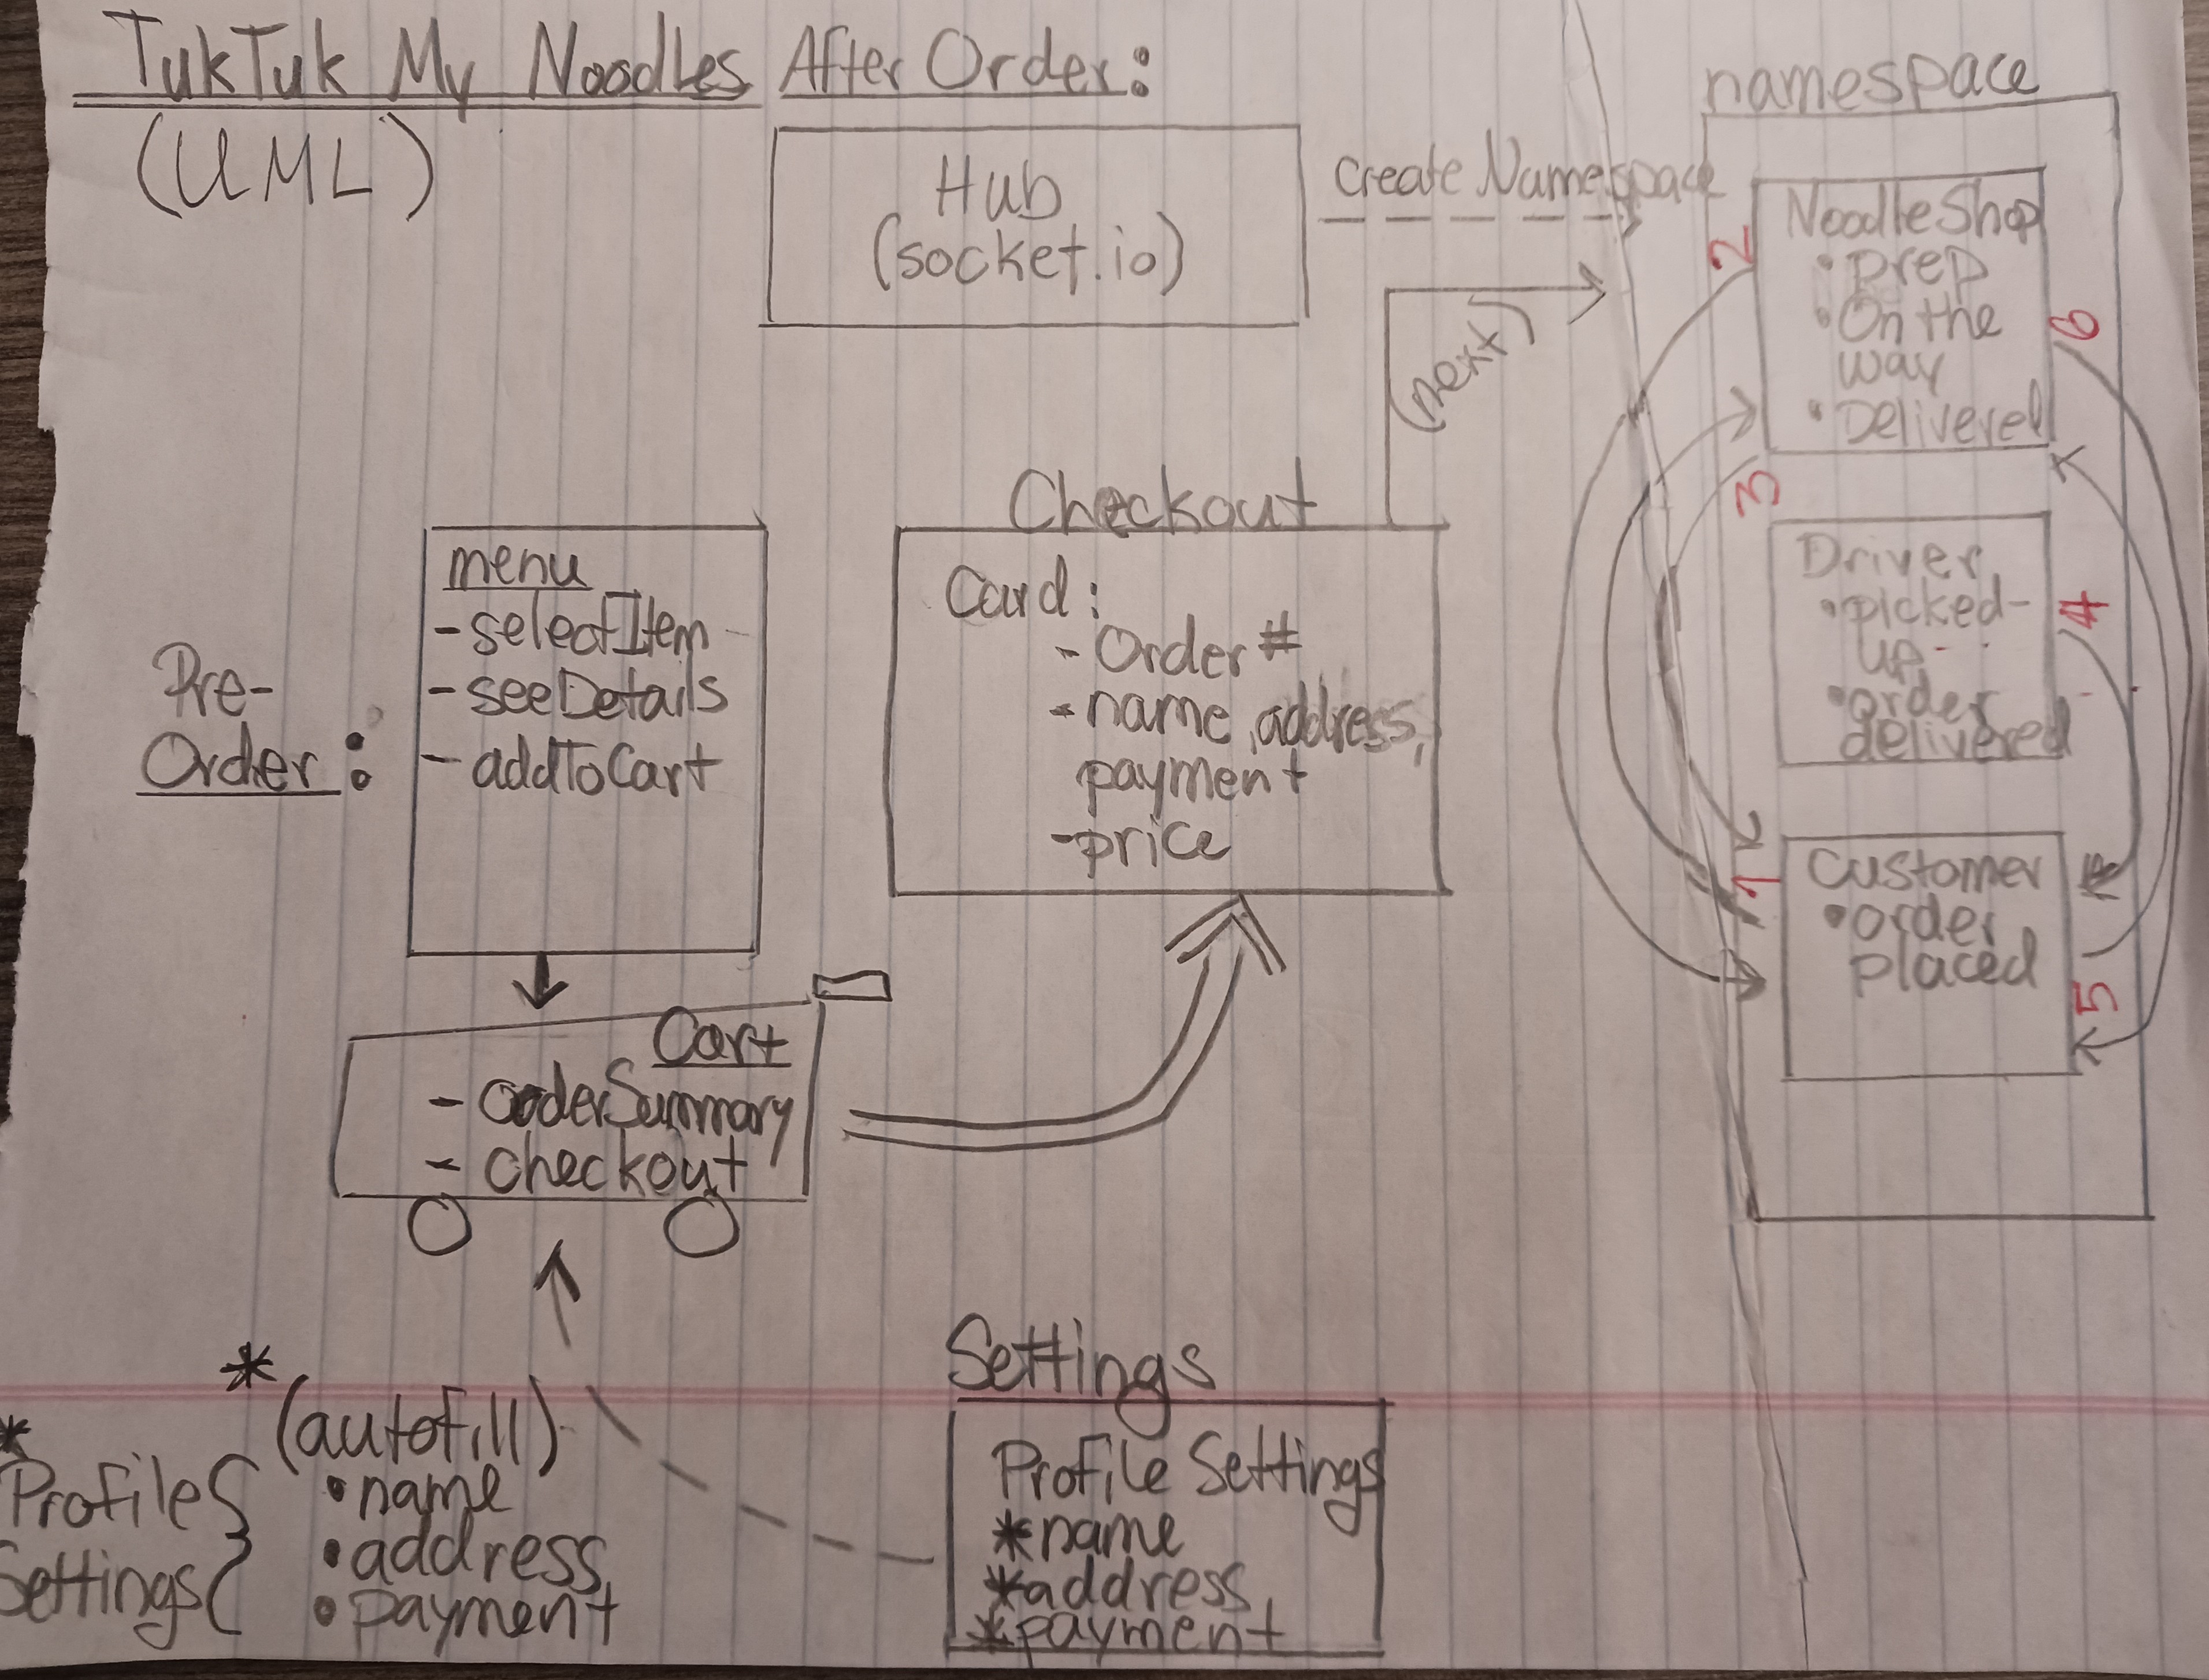 TukTuk My Noodles After Order:
(UML)
Hub
(socket.io)
Create Namespace
(next)
namespace
NoodleShop
• prep
• On the
way
• Delivered
Driver
• picked-
up
• order
delivered
Customer
• order
placed
2
6
3
4
1
5
Pre-
Order:
menu
- selectItem
- seeDetails
- addToCart
Checkout
Card:
- Order #
- name, address,
payment
- price
Cart
- orderSummary
- checkout
*
(autofill)
* Profile
Settings
• name
• address
• payment
Settings
Profile Settings
* name
* address
* payment